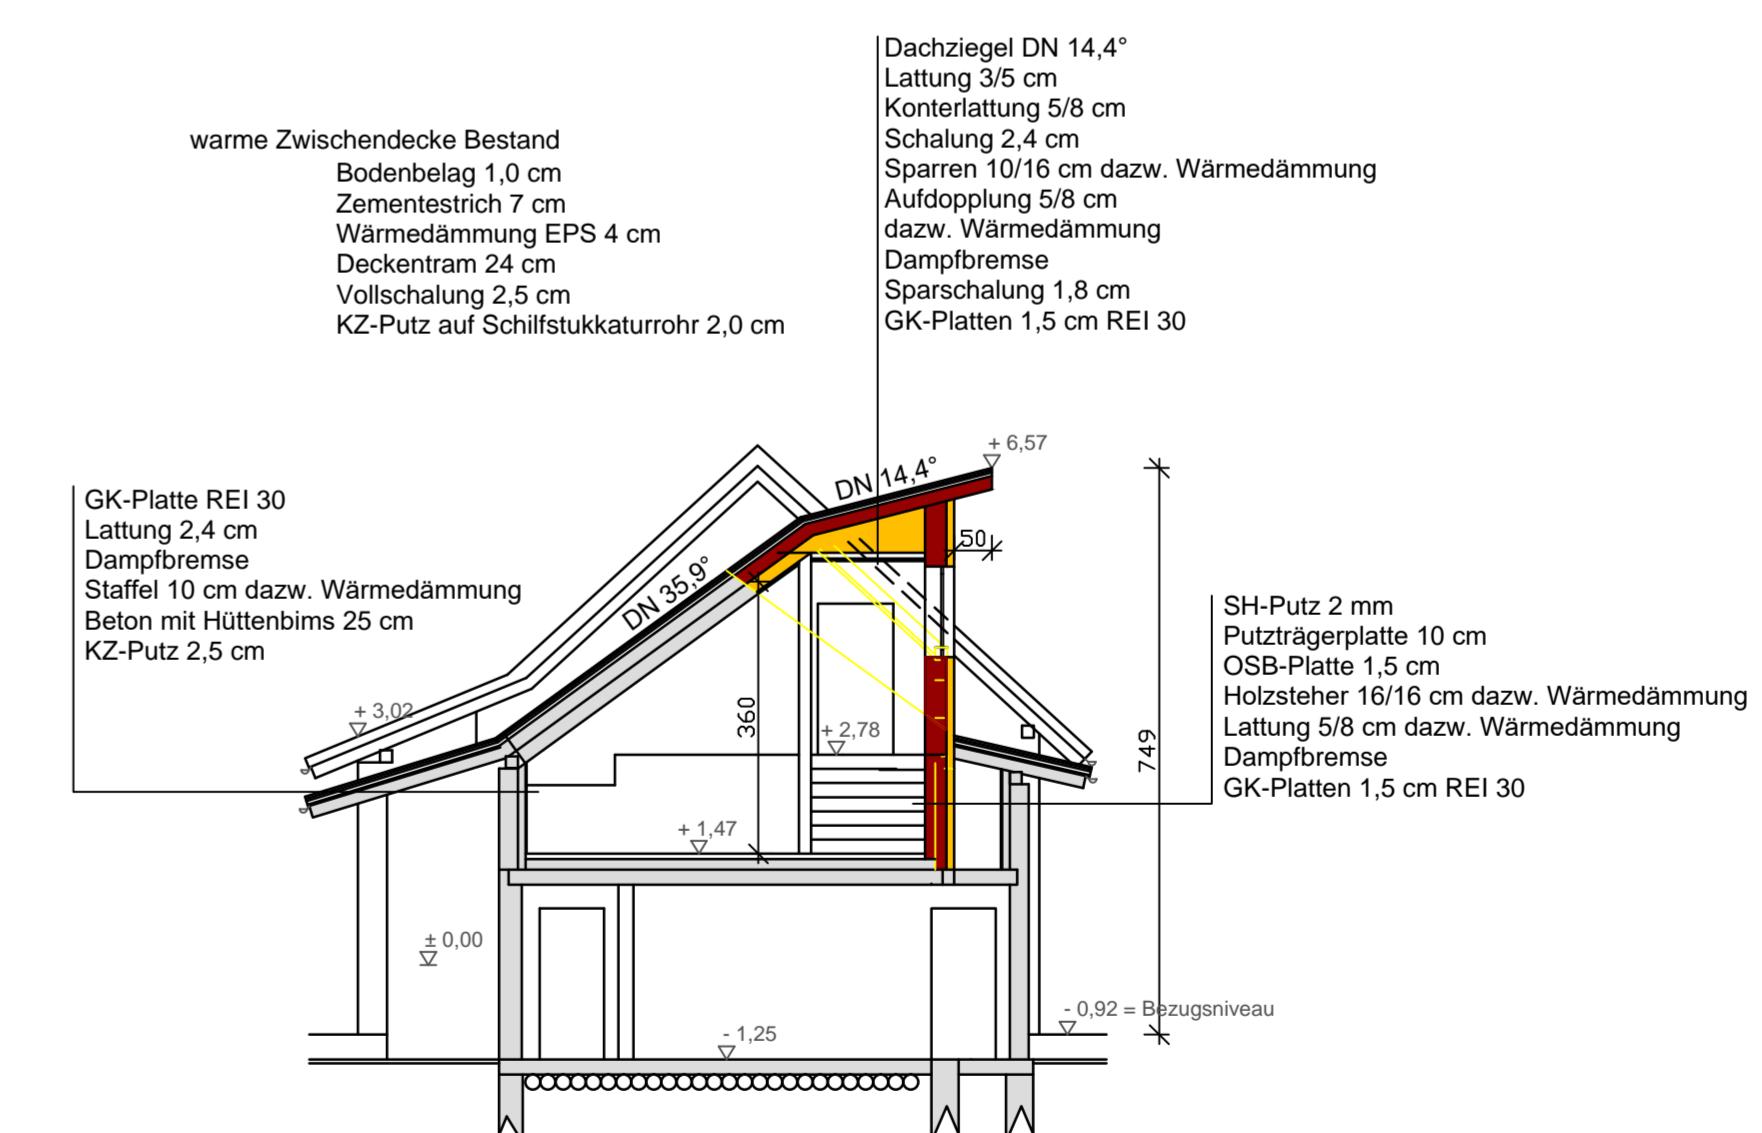 Dachziegel DN 14,4°
Lattung 3/5 cm
Konterlattung 5/8 cm
Schalung 2,4 cm
Sparren 10/16 cm dazw. Wärmedämmung
Aufdopplung 5/8 cm
dazw. Wärmedämmung
Dampfbremse
Sparschalung 1,8 cm
GK-Platten 1,5 cm REI 30
warme Zwischendecke Bestand
Bodenbelag 1,0 cm
Zementestrich 7 cm
Wärmedämmung EPS 4 cm
Deckentram 24 cm
Vollschalung 2,5 cm
KZ-Putz auf Schilfstukkaturrohr 2,0 cm
GK-Platte REI 30
Lattung 2,4 cm
Dampfbremse
Staffel 10 cm dazw. Wärmedämmung
Beton mit Hüttenbims 25 cm
KZ-Putz 2,5 cm
+ 6,57
DN 14,4°
50
DN 35,9°
SH-Putz 2 mm
Putzträgerplatte 10 cm
OSB-Platte 1,5 cm
Holzsteher 16/16 cm dazw. Wärmedämmung
Lattung 5/8 cm dazw. Wärmedämmung
Dampfbremse
GK-Platten 1,5 cm REI 30
+ 3,02
360
+ 2,78
749
+ 1,47
± 0,00
- 0,92 = Bezugsniveau
- 1,25